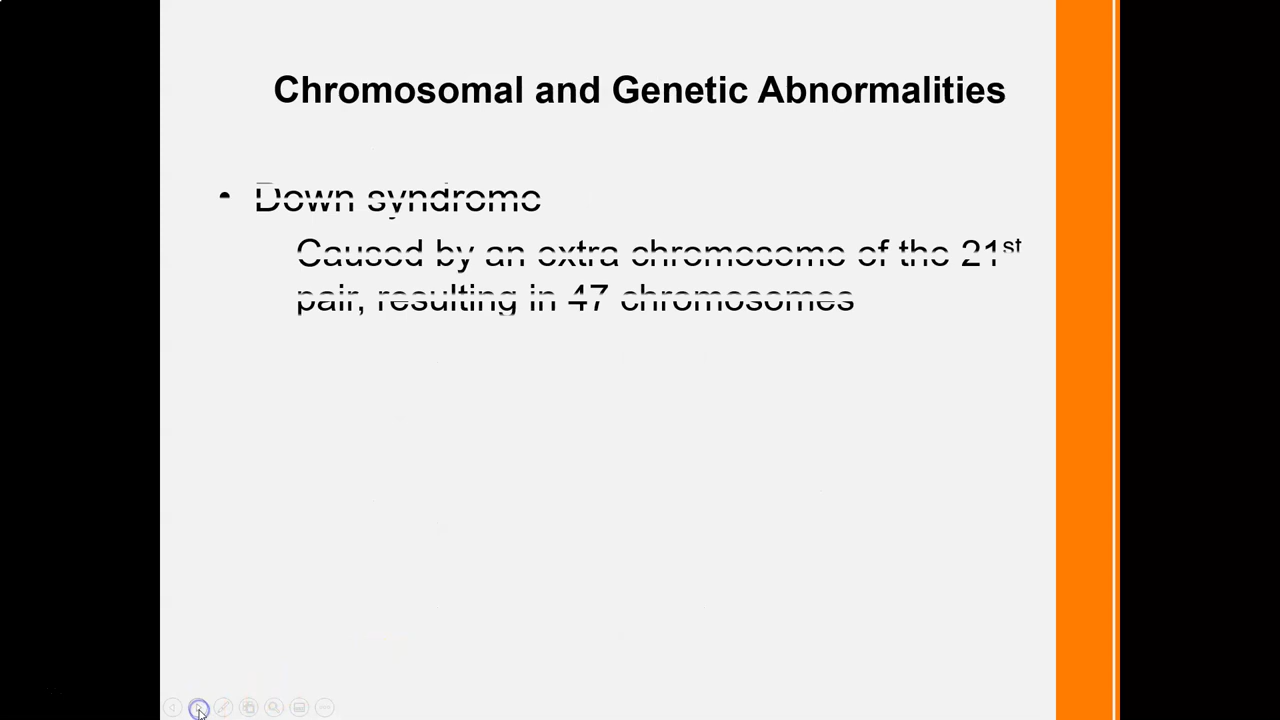 Chromosomal and Genetic Abnormalities
• Down syndrome
Caused by an extra chromosome of the 21st
pair, resulting in 47 chromosomes